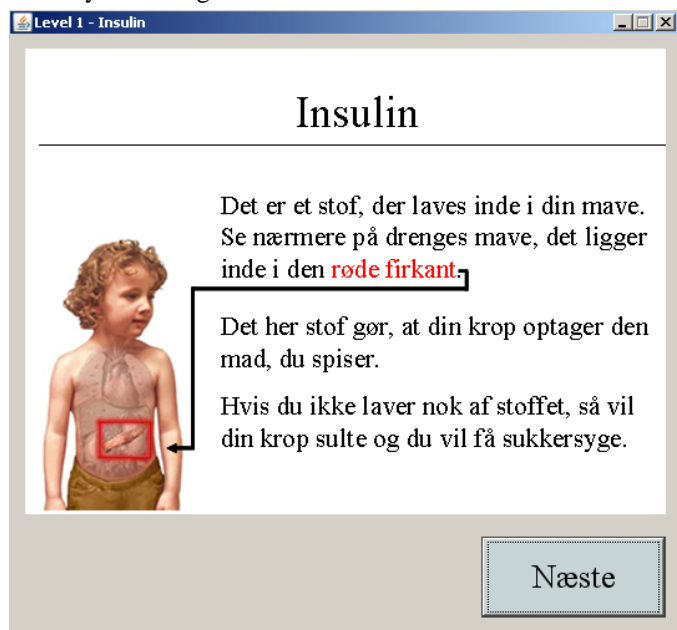 Level 1 - Insulin
Insulin
Det er et stof, der laves inde i din mave.
Se nærmere på drenges mave, det ligger
inde i den røde firkant.
Det her stof gør, at din krop optager den
mad, du spiser.
Hvis du ikke laver nok af stoffet, så vil
din krop sulte og du vil få sukkersyge.
Næste